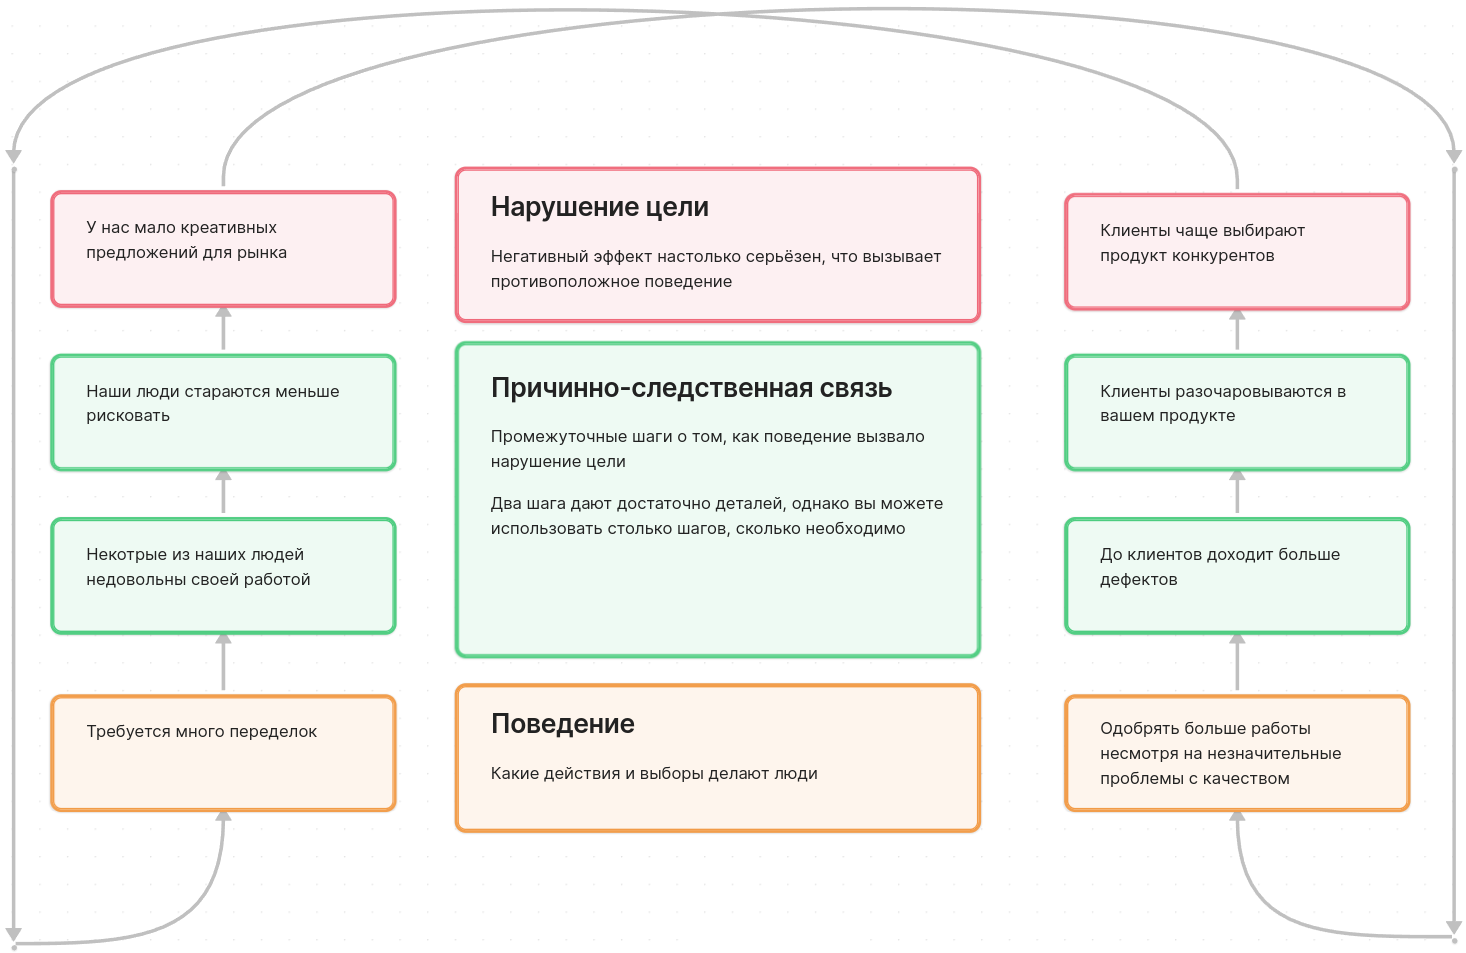 У нас мало креативных
предложений для рынка
Наши люди стараются меньше
рисковать
Некотрые из наших людей
недовольны своей работой
Требуется много переделок
Нарушение цели
Негативный эффект настолько серьёзен, что вызывает
противоположное поведение
Причинно-следственная связь
Промежуточные шаги о том, как поведение вызвало
нарушение цели
Два шага дают достаточно деталей, однако вы можете
использовать столько шагов, сколько необходимо
Поведение
Какие действия и выборы делают люди
Клиенты чаще выбирают
продукт конкурентов
Клиенты разочаровываются в
вашем продукте
До клиентов доходит больше
дефектов
Одобрять больше работы
несмотря на незначительные
проблемы с качеством